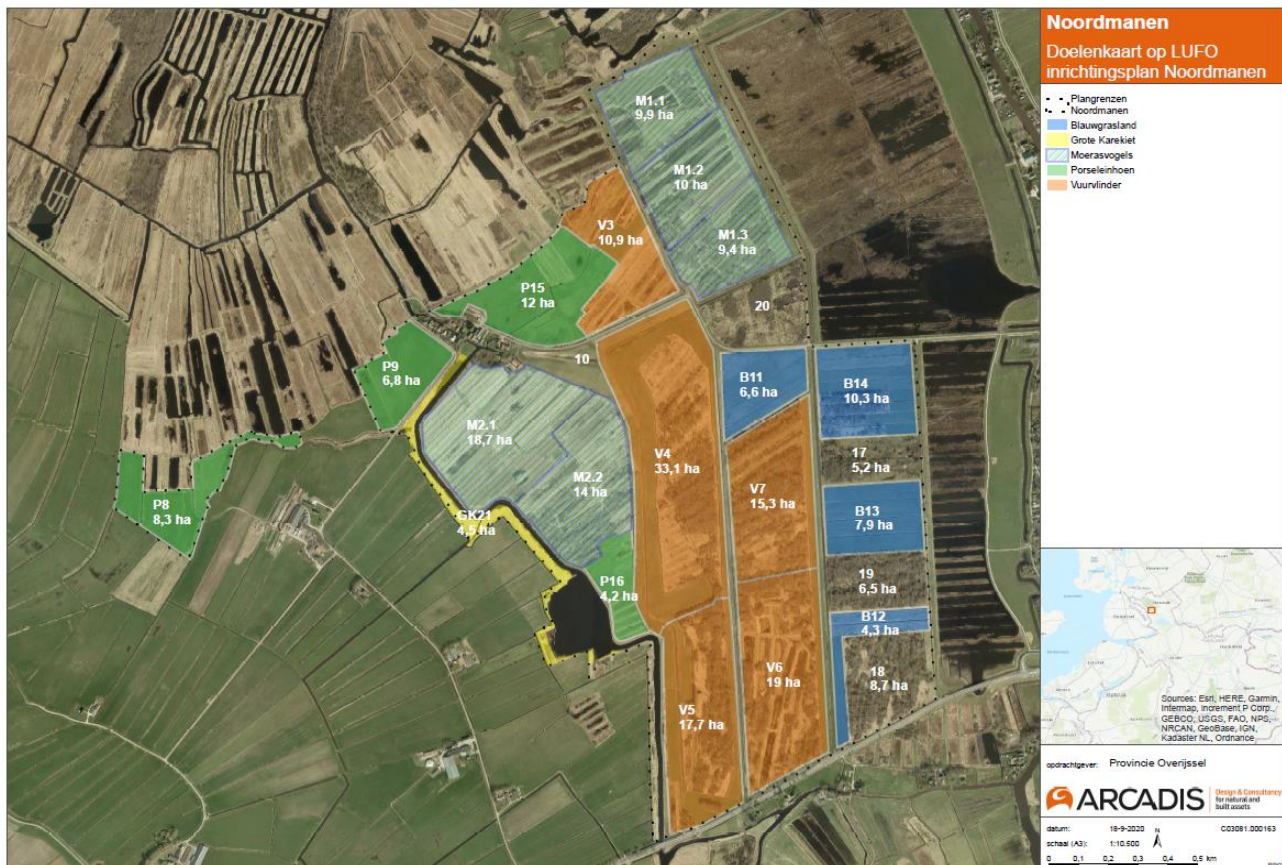 Noordmanen
Doelenkaart op LUFO
inrichtingsplan Noordmanen
Plangrenzen
Noordmanen
Blauwgrasland
Grote Karekiet
Moerasvogels
Porseleinhoen
Vuurvlinder
M1.1
9,9 ha
M1.2
10 ha
M1.3
9,4 ha
V3
10,9 ha
P15
12 ha
20
10
P9
6,8 ha
B11
6,6 ha
B14
10,3 ha
M2.1
18,7 ha
V4
33,1 ha
17
5,2 ha
M2.2
14 ha
V7
15,3 ha
P8
8,3 ha
GK21
4,5 ha
B13
7,9 ha
P16
4,2 ha
19
6,5 ha
B12
4,3 ha
V6
19 ha
18
8,7 ha
V5
17,7 ha
Sources: Esri, HERE, Garmin,
Intermap, increment P Corp.,
GEBCO, USGS, FAO, NPS,
NRCAN, GeoBase, IGN,
Kadaster NL, Ordnance
opdrachtgever: Provincie Overijssel
ARCADIS
Design & Consultancy
for natural and
built assets
datum: 18-9-2020 N C03081.000163
schaal (A3): 1:10.500
0 0,1 0,2 0,3 0,4 0,5 km